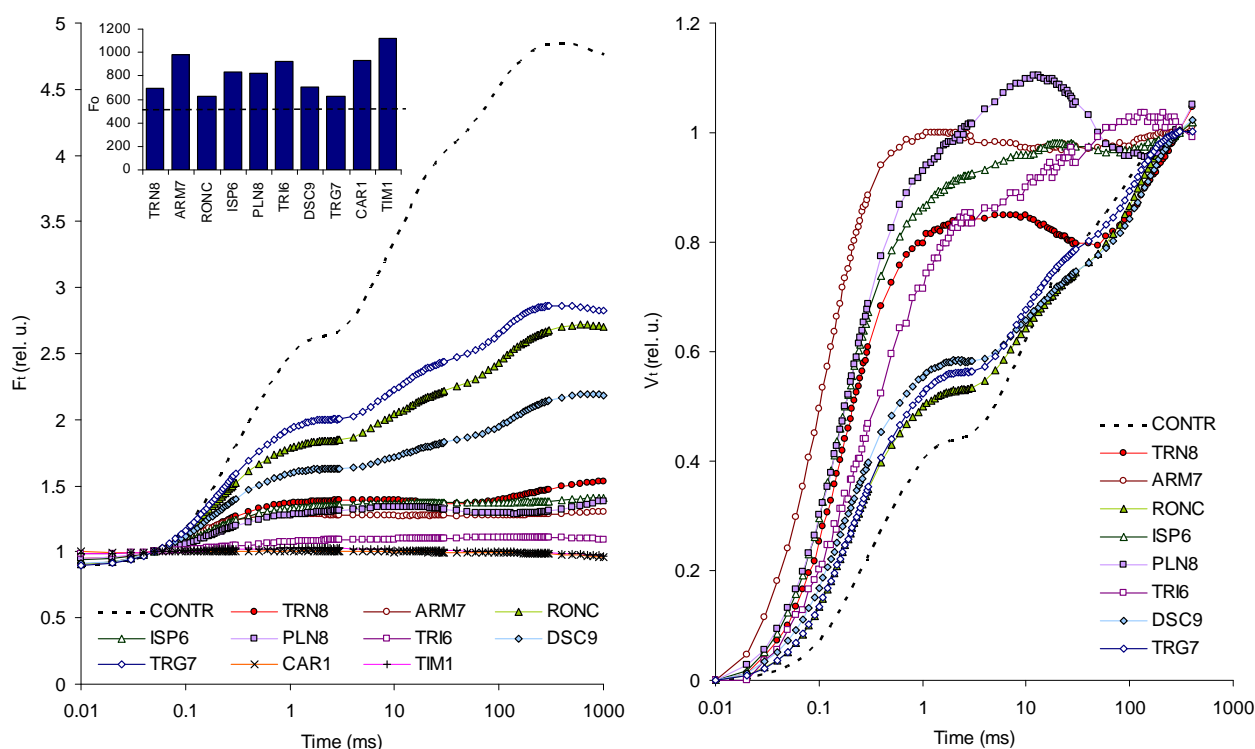 5
4.5
4
3.5
3
2.5
2
1.5
1
0.5
0
Ft (rel. u.)
0.01
0.1
1
10
100
1000
Time (ms)
1200
1000
800
600
400
200
0
Fo
TRN8
ARM7
RONC
ISP6
PLN8
TRI6
DSC9
TRG7
CAR1
TIM1
CONTR TRN8 ARM7 RONC
ISP6 PLN8 TRI6 DSC9
TRG7 CAR1 TIM1
1.2
1
0.8
0.6
0.4
0.2
0
Vt (rel. u.)
0.01
0.1
1
10
100
1000
Time (ms)
CONTR
TRN8
ARM7
RONC
ISP6
PLN8
TRI6
DSC9
TRG7